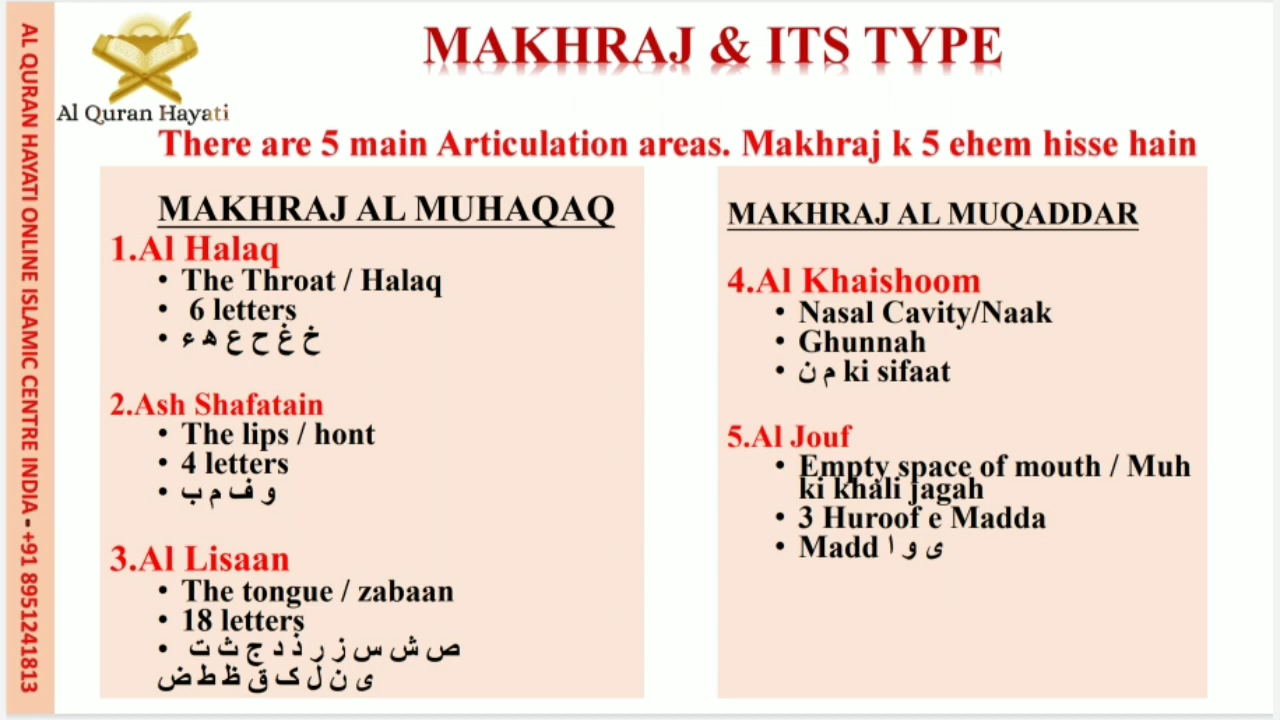 AL QURAN HAYATI ONLINE ISLAMIC CENTRE INDIA - +91 8951241813
Al Quran Hayati
MAKHRAJ & ITS TYPE
There are 5 main Articulation areas. Makhraj k 5 ehem hisse hain
MAKHRAJ AL MUHAQAQ
1.Al Halaq
• The Throat / Halaq
• 6 letters
• خ غ ح ع ھ ء
2.Ash Shafatain
• The lips / hont
• 4 letters
• و ف م ب
3.Al Lisaan
• The tongue / zabaan
• 18 letters
• ص ش س ز ر ذ د ج ث ت
ی ن ل ک ق ظ ط ض
MAKHRAJ AL MUQADDAR
4.Al Khaishoom
• Nasal Cavity/Naak
• Ghunnah
• م ن ki sifaat
5.Al Jouf
• Empty space of mouth / Muh
ki khali jagah
• 3 Huroof e Madda
• Madd ا و ی